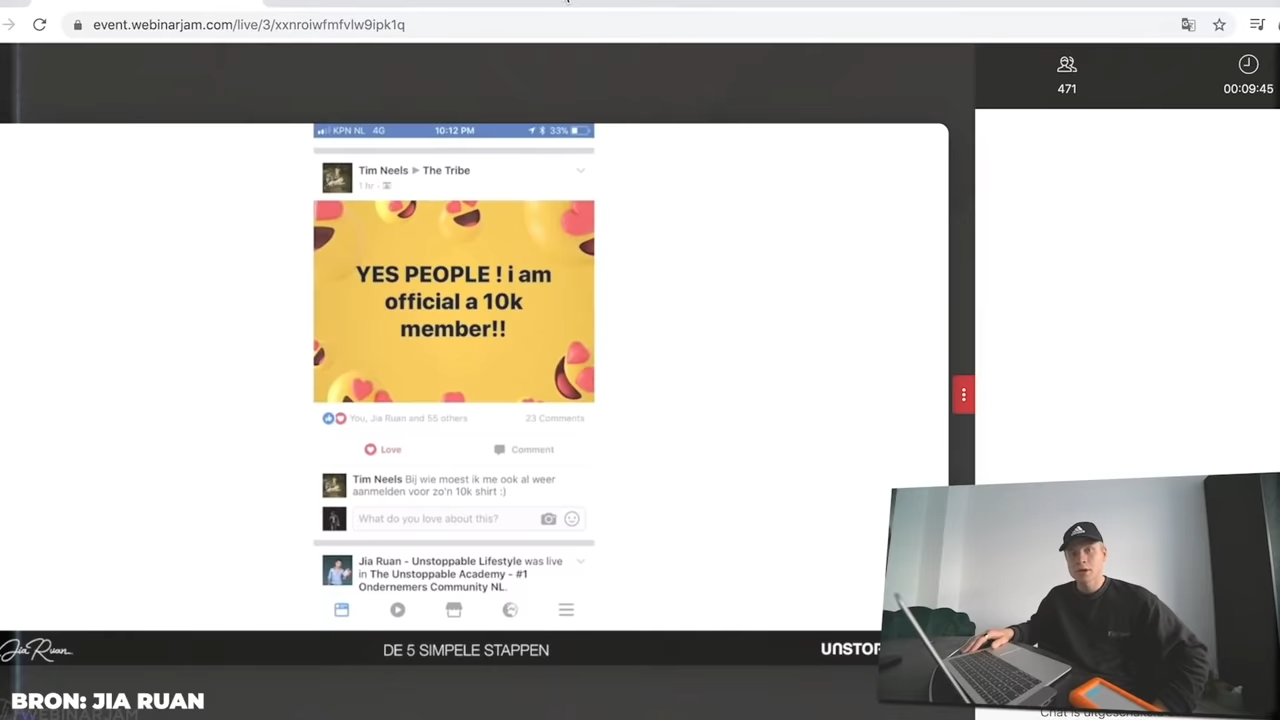 event.webinarjam.com/live/3/xxnroiwfmfvlw9ipk1q
471
00:09:45
KPN NL 4G 10:12 PM 33%
Tim Neels ▶ The Tribe
1 hr
YES PEOPLE ! i am
official a 10k
member!!
You, Jia Ruan and 55 others 23 Comments
Love Comment
Tim Neels Bij wie moest ik me ook al weer
aanmelden voor zo'n 10k shirt :)
What do you love about this?
Jia Ruan - Unstoppable Lifestyle was live
in The Unstoppable Academy - #1
Ondernemers Community NL.
Jia Ruan
DE 5 SIMPELE STAPPEN
UNSTOP
BRON: JIA RUAN
WEBINARJAM
Chat is uitgeschakeld